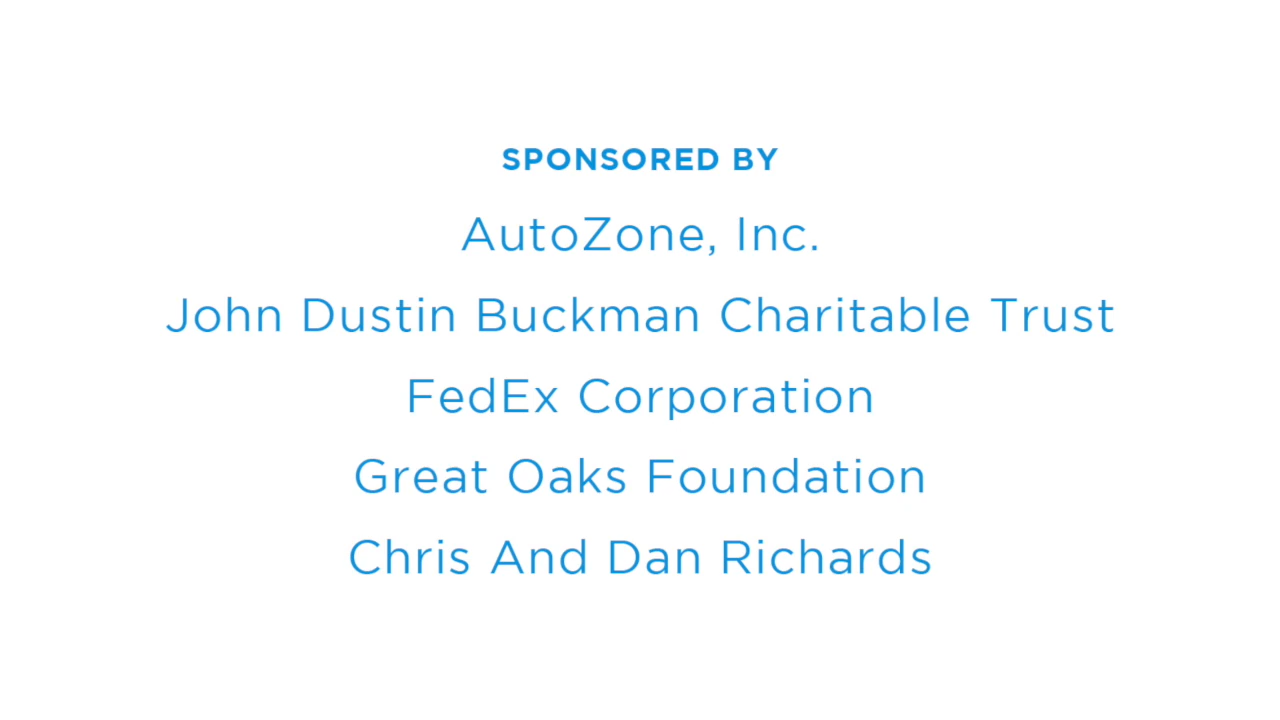 SPONSORED BY
AutoZone, Inc.
John Dustin Buckman Charitable Trust
FedEx Corporation
Great Oaks Foundation
Chris And Dan Richards